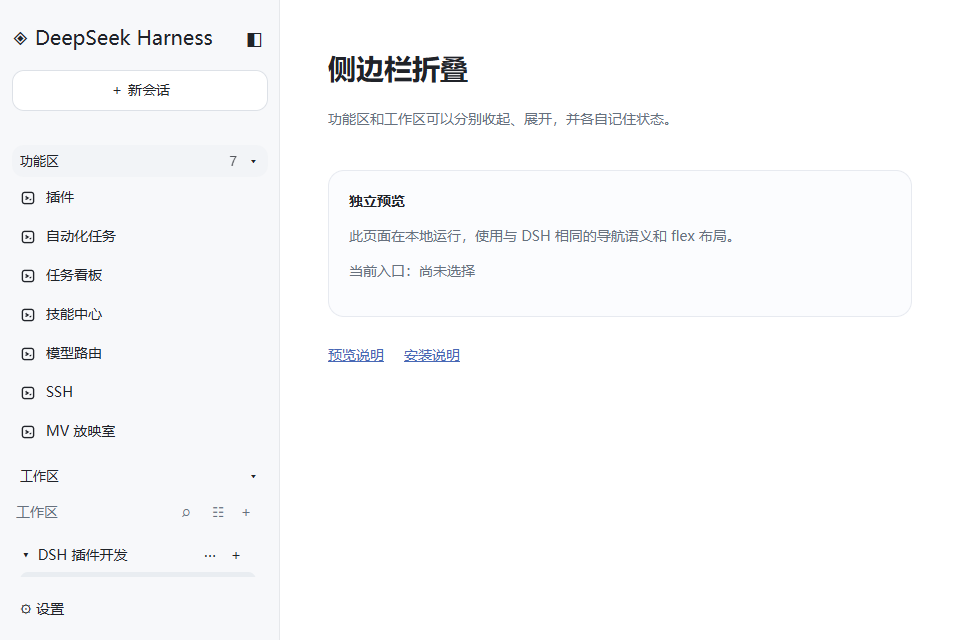 DeepSeek Harness
+ 新会话
功能区 7
插件
自动化任务
任务看板
技能中心
模型路由
SSH
MV 放映室
工作区
工作区 +
DSH 插件开发 ... +
设置
侧边栏折叠
功能区和工作区可以分别收起、展开，并各自记住状态。
独立预览
此页面在本地运行，使用与 DSH 相同的导航语义和 flex 布局。
当前入口：尚未选择
预览说明 安装说明